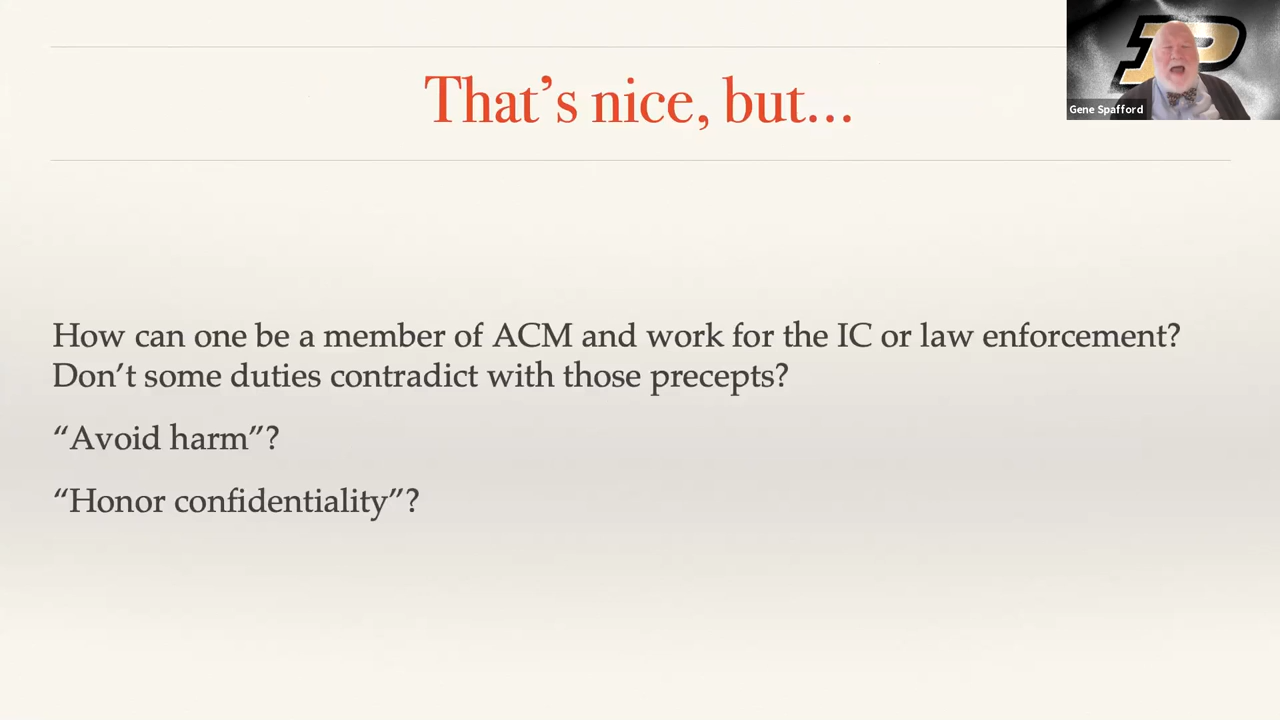 That’s nice, but...
Gene Spafford
How can one be a member of ACM and work for the IC or law enforcement?
Don’t some duties contradict with those precepts?
“Avoid harm”?
“Honor confidentiality”?